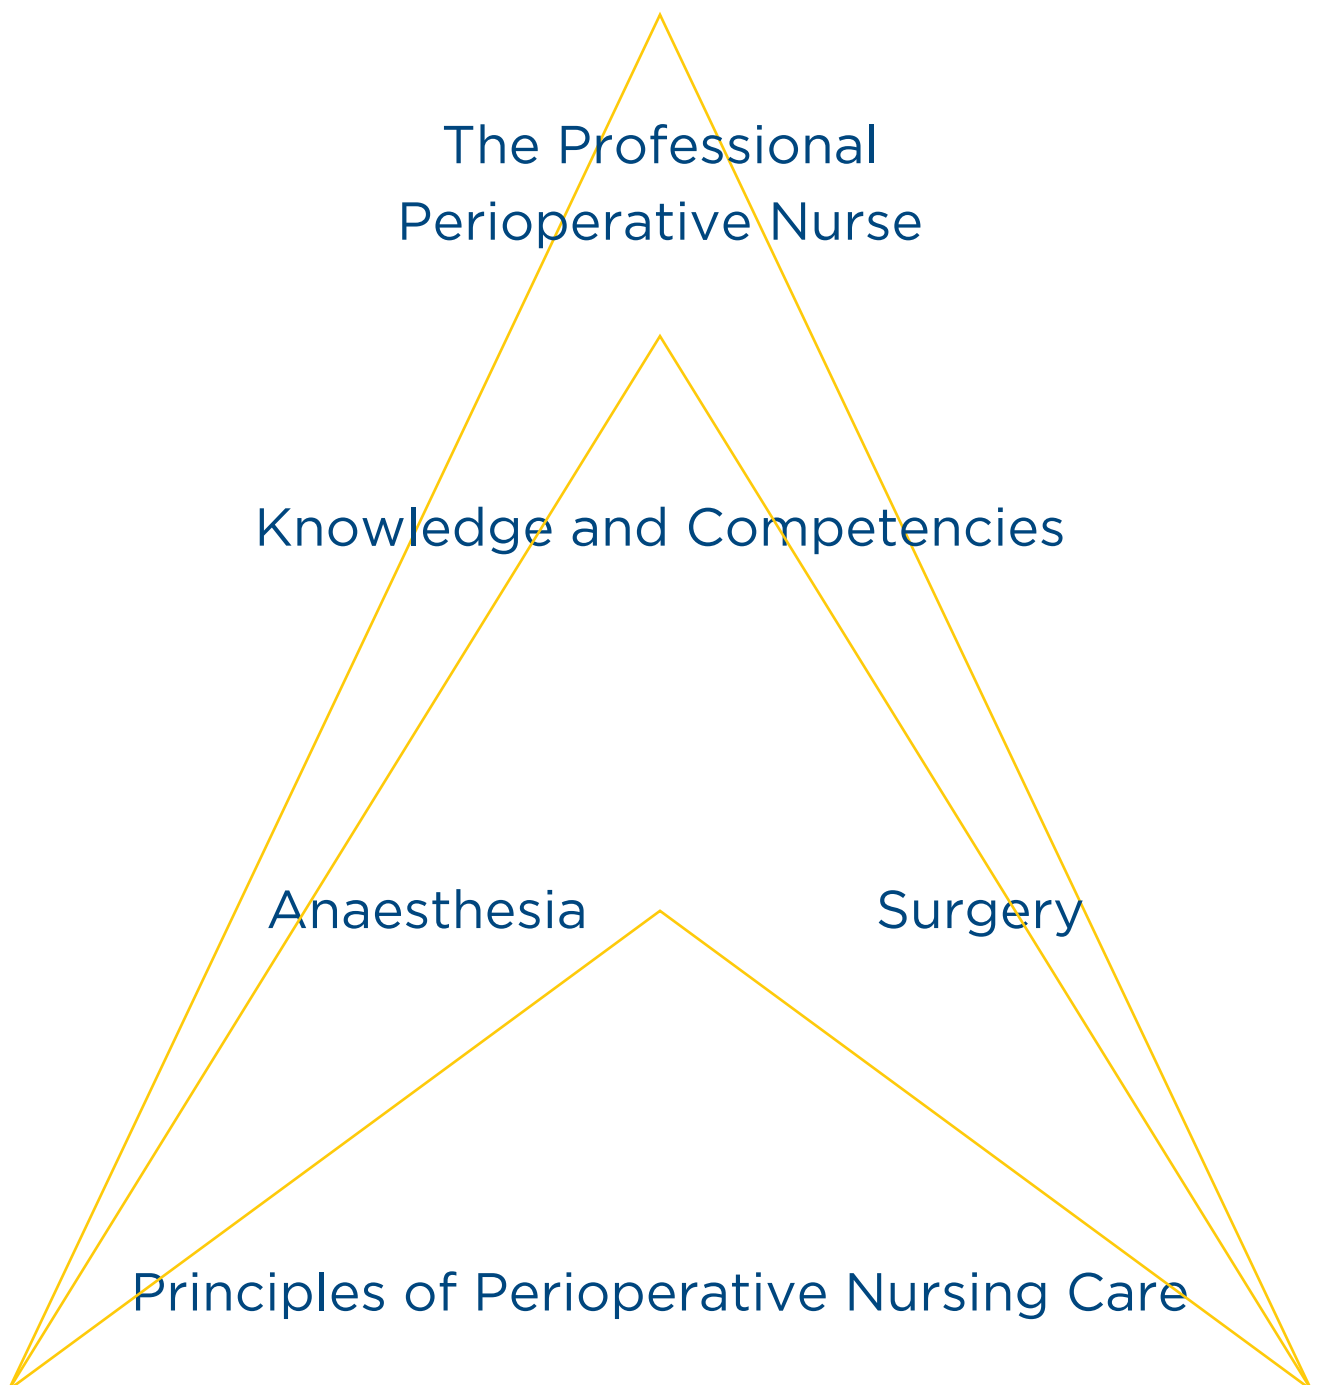 The Professional
Perioperative Nurse
Knowledge and Competencies
Anaesthesia Surgery
Principles of Perioperative Nursing Care